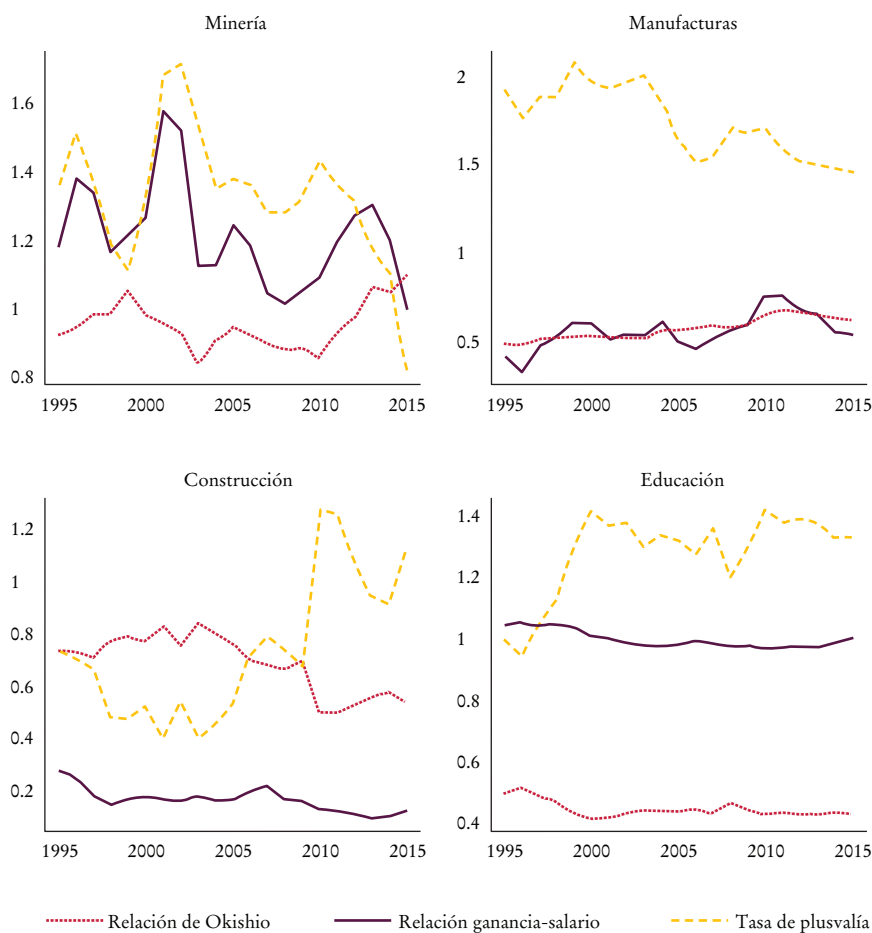 Minería
Manufacturas
1.6
1.4
1.2
1
0.8
1995 2000 2005 2010 2015
2
1.5
1
0.5
1995 2000 2005 2010 2015
Construcción
Educación
1.2
1
0.8
0.6
0.4
0.2
1995 2000 2005 2010 2015
1.4
1.2
1
0.8
0.6
0.4
1995 2000 2005 2010 2015
Relación de Okishio Relación ganancia-salario Tasa de plusvalía